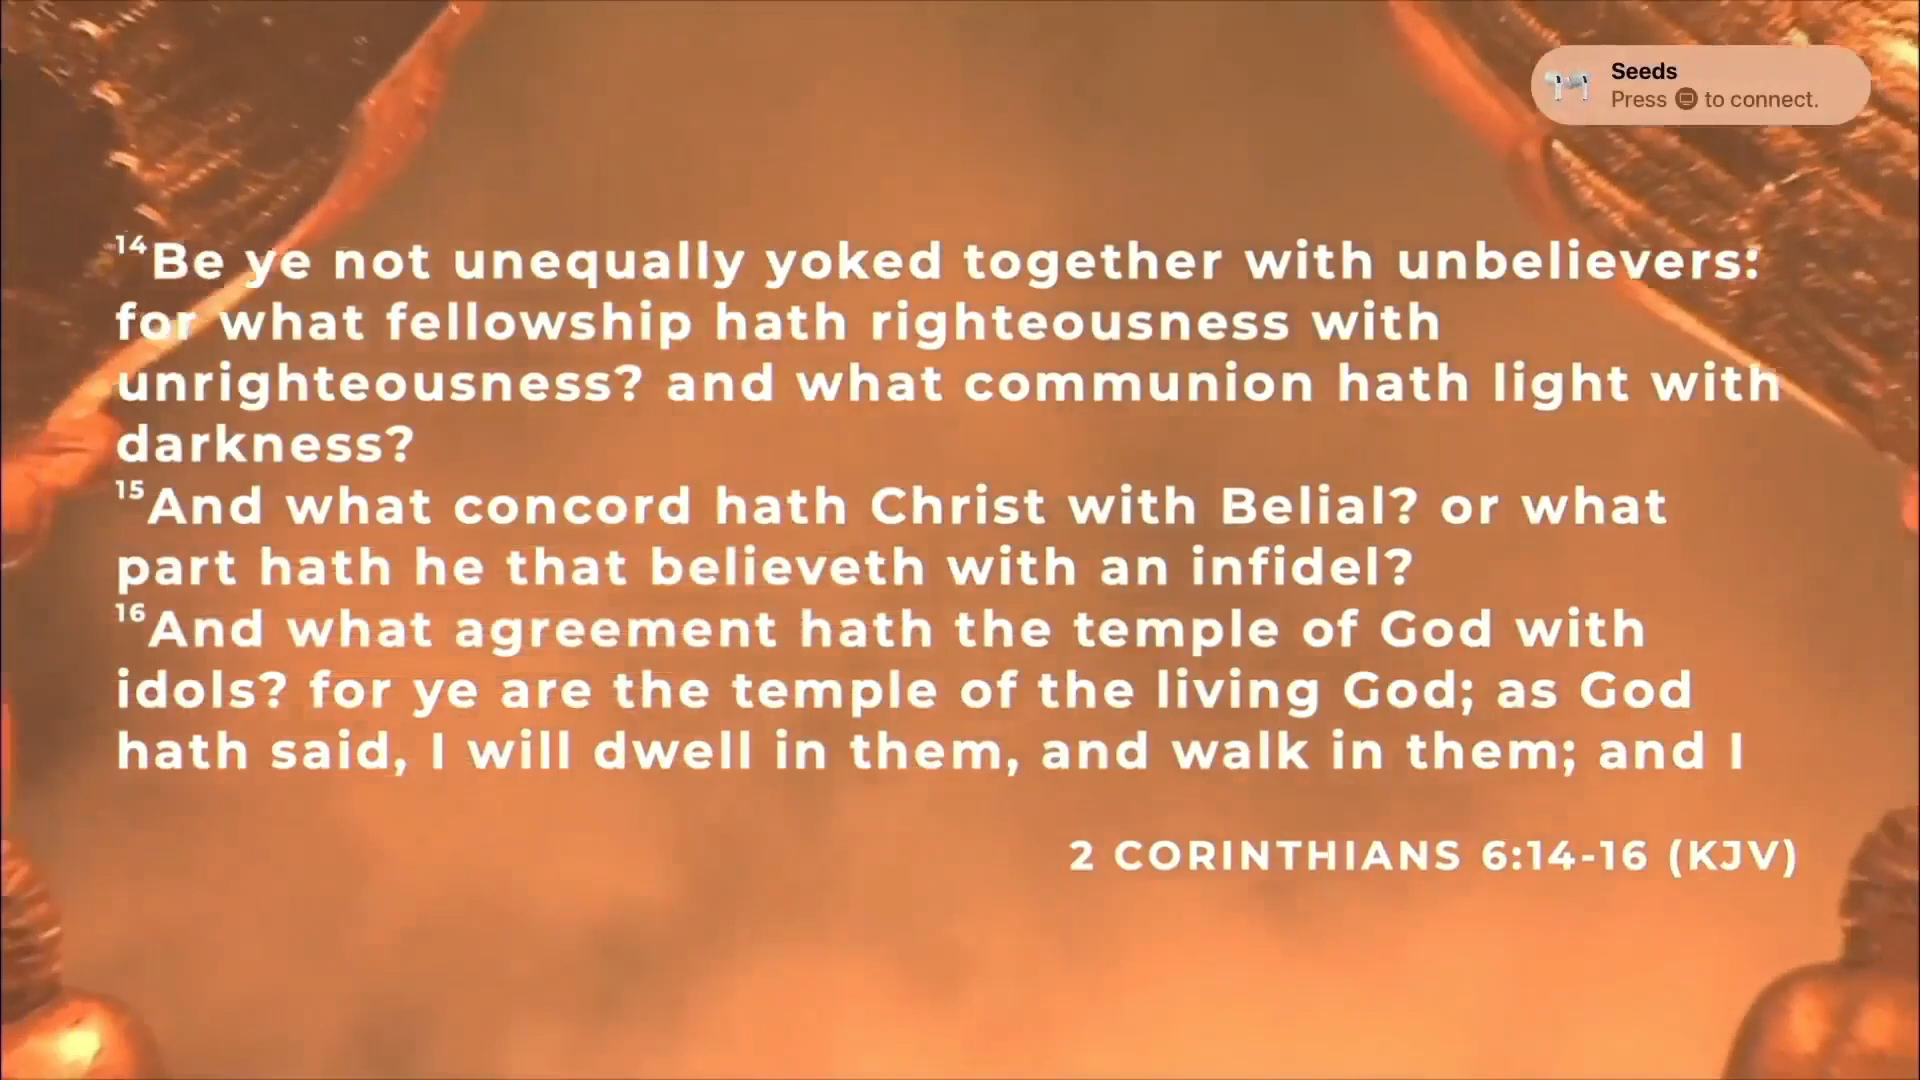 Seeds
Press to connect.
14Be ye not unequally yoked together with unbelievers:
for what fellowship hath righteousness with
unrighteousness? and what communion hath light with
darkness?
15And what concord hath Christ with Belial? or what
part hath he that believeth with an infidel?
16And what agreement hath the temple of God with
idols? for ye are the temple of the living God; as God
hath said, I will dwell in them, and walk in them; and I
2 CORINTHIANS 6:14-16 (KJV)